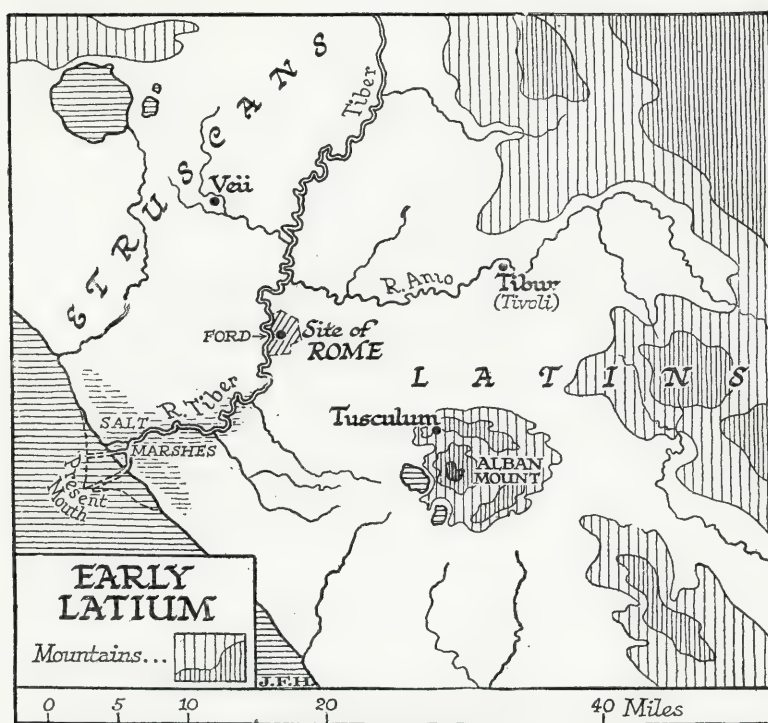 ETRUSCANS
Tiber
Veii
R. Anio
Tibur
(Tivoli)
FORD
Site of
ROME
LATINS
R. Tiber
SALT
MARSHES
Present
Mouth
Tusculum
ALBAN
MOUNT
EARLY
LATIUM
Mountains...
J.F.H.
0 5 10 20 40 Miles